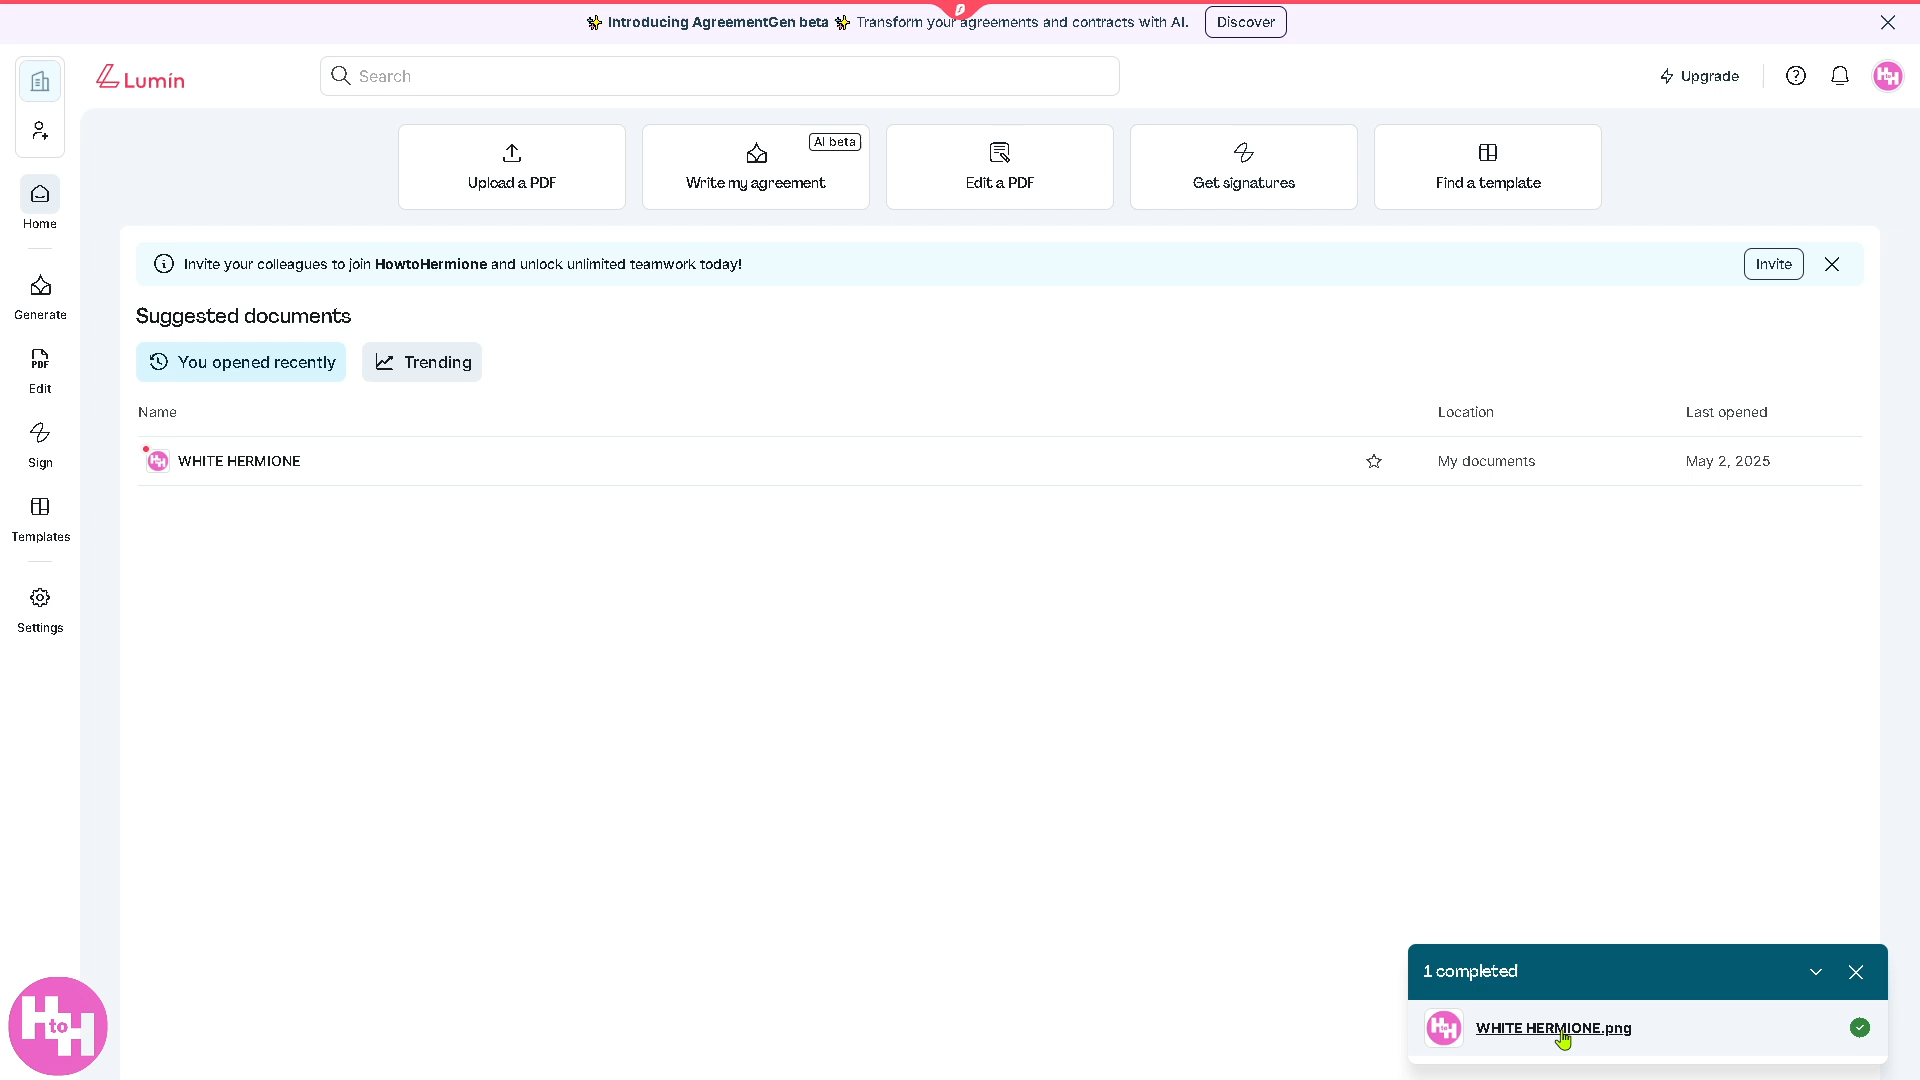 ✨ Introducing AgreementGen beta ✨ Transform your agreements and contracts with AI. Discover
Lumin
Search
Upgrade
Upload a PDF
AI beta
Write my agreement
Edit a PDF
Get signatures
Find a template
Home
Generate
PDF
Edit
Sign
Templates
Settings
Invite your colleagues to join HowtoHermione and unlock unlimited teamwork today!
Invite
Suggested documents
You opened recently
Trending
Name
Location
Last opened
WHITE HERMIONE
My documents
May 2, 2025
1 completed
WHITE HERMIONE.png
H to H